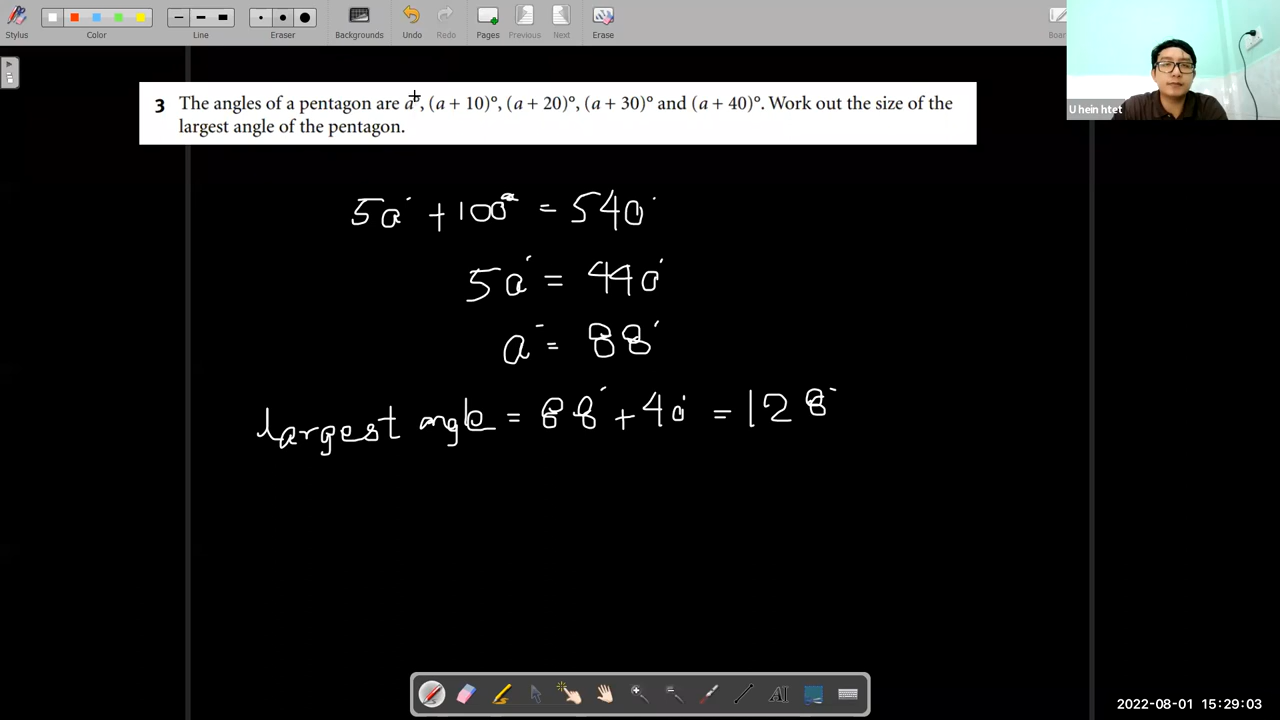 Stylus
Color
Line
Eraser
Backgrounds
Undo
Redo
Pages
Previous
Next
Erase
Boar
U hein htet
3 The angles of a pentagon are a°, (a + 10)°, (a + 20)°, (a + 30)° and (a + 40)°. Work out the size of the
largest angle of the pentagon.
5a° + 100° = 540°
5a° = 440°
a° = 88°
largest angle = 88° + 40° = 128°
AI
2022-08-01 15:29:03